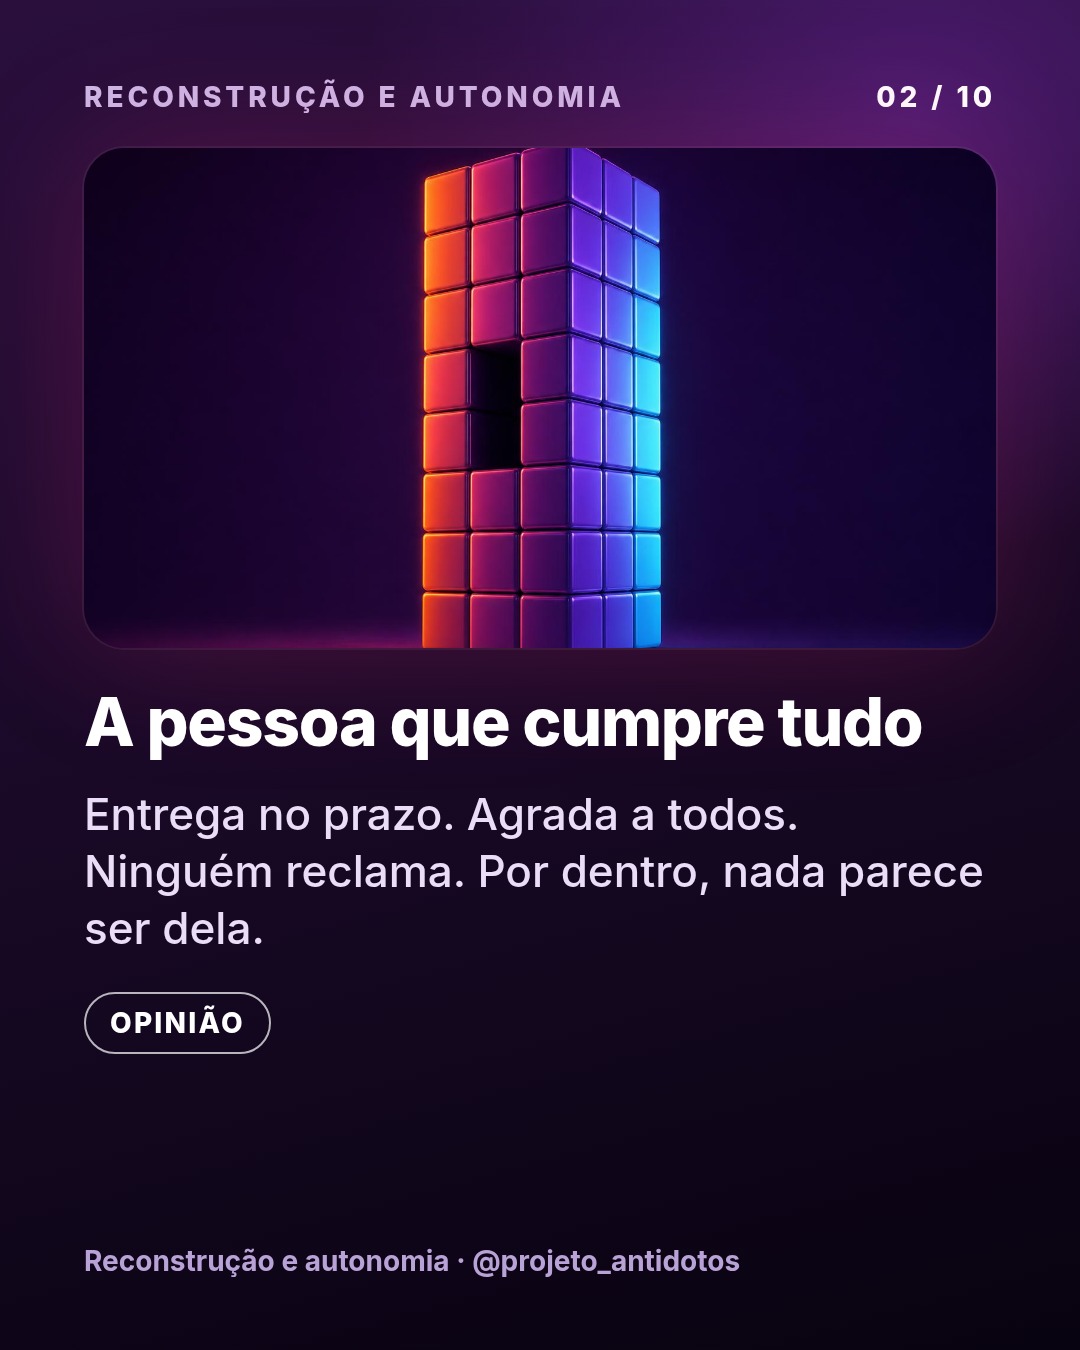 RECONSTRUÇÃO E AUTONOMIA
02 / 10
A pessoa que cumpre tudo
Entrega no prazo. Agrada a todos.
Ninguém reclama. Por dentro, nada parece
ser dela.
OPINIÃO
Reconstrução e autonomia · @projeto_antidotos